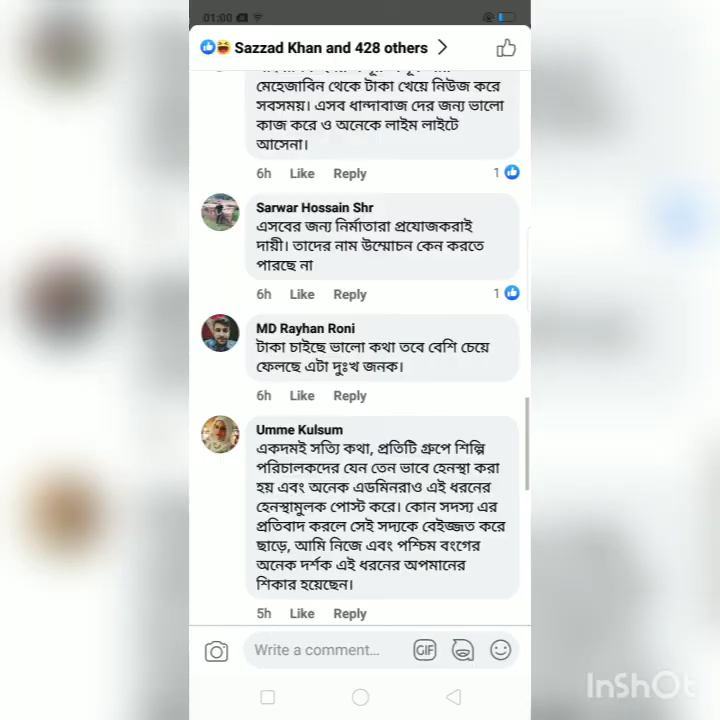 01:00
Sazzad Khan and 428 others
মেহেজাবিন থেকে টাকা খেয়ে নিউজ করে
সবসময়। এসব ধান্দাবাজ দের জন্য ভালো
কাজ করে ও অনেকে লাইম লাইটে
আসেনা।
6h Like Reply 1
Sarwar Hossain Shr
এসবের জন্য নির্মাতারা প্রযোজকরাই
দায়ী। তাদের নাম উম্মোচন কেন করতে
পারছে না
6h Like Reply 1
MD Rayhan Roni
টাকা চাইছে ভালো কথা তবে বেশি চেয়ে
ফেলছে এটা দুঃখ জনক।
6h Like Reply
Umme Kulsum
একদমই সত্যি কথা, প্রতিটি গ্রুপে শিল্পি
পরিচালকদের যেন তেন ভাবে হেনস্থা করা
হয় এবং অনেক এডমিনরাও এই ধরনের
হেনস্থামুলক পোস্ট করে। কোন সদস্য এর
প্রতিবাদ করলে সেই সদ্যকে বেইজ্জত করে
ছাড়ে, আমি নিজে এবং পশ্চিম বংগের
অনেক দর্শক এই ধরনের অপমানের
শিকার হয়েছেন।
5h Like Reply
Write a comment...
GIF
InShOt